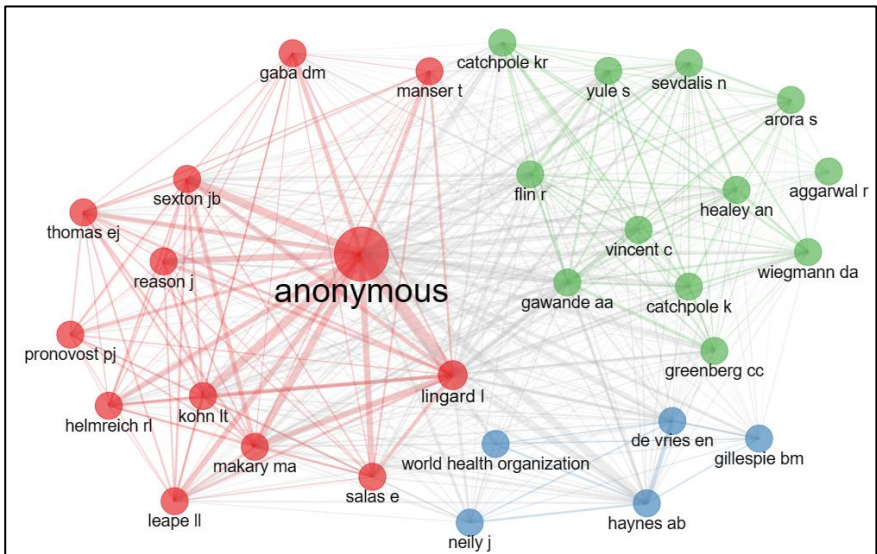 catchpole kr
gaba dm
manser t
yule s
sevdalis n
arora s
sexton jb
flin r
healey an
aggarwal r
thomas ej
reason j
vincent c
wiegmann da
anonymous
gawande aa
catchpole k
pronovost pj
greenberg cc
lingard l
helmreich rl
kohn lt
makary ma
world health organization
de vries en
gillespie bm
leape ll
salas e
neily j
haynes ab